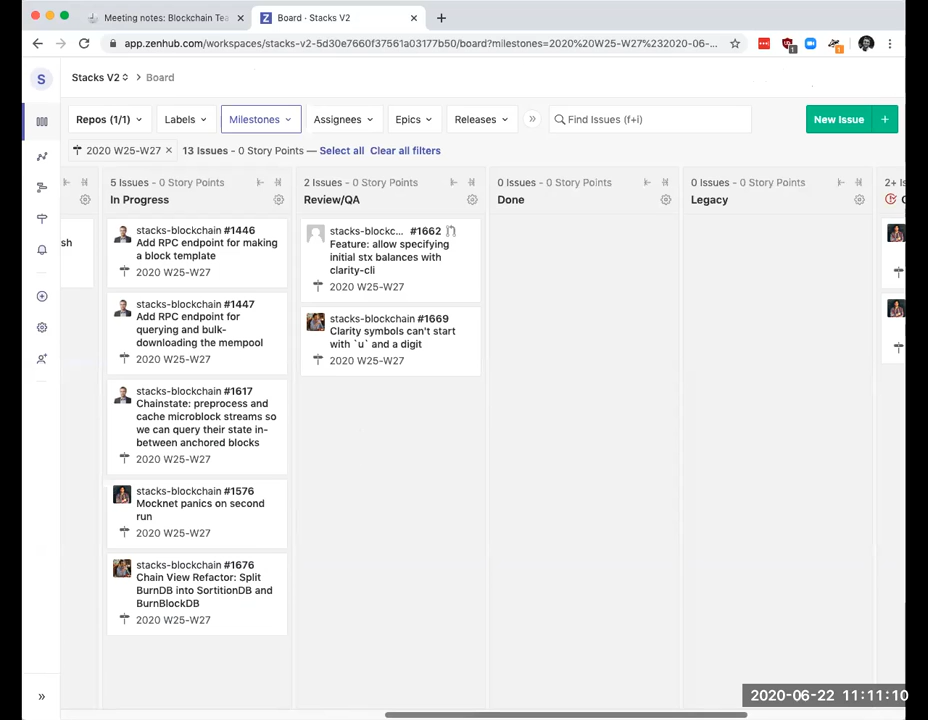 Meeting notes: Blockchain Tea
Board · Stacks V2
app.zenhub.com/workspaces/stacks-v2-5d30e7660f37561a03177b50/board?milestones=2020%20W25-W27%232020-06-...
S
Stacks V2
Board
Repos (1/1)
Labels
Milestones
Assignees
Epics
Releases
Find Issues (f+i)
New Issue
2020 W25-W27 ×
13 Issues - 0 Story Points — Select all Clear all filters
sh
5 Issues - 0 Story Points
In Progress
stacks-blockchain #1446
Add RPC endpoint for making
a block template
2020 W25-W27
stacks-blockchain #1447
Add RPC endpoint for
querying and bulk-
downloading the mempool
2020 W25-W27
stacks-blockchain #1617
Chainstate: preprocess and
cache microblock streams so
we can query their state in-
between anchored blocks
2020 W25-W27
stacks-blockchain #1576
Mocknet panics on second
run
2020 W25-W27
stacks-blockchain #1676
Chain View Refactor: Split
BurnDB into SortitionDB and
BurnBlockDB
2020 W25-W27
2 Issues - 0 Story Points
Review/QA
stacks-blockc... #1662
Feature: allow specifying
initial stx balances with
clarity-cli
2020 W25-W27
stacks-blockchain #1669
Clarity symbols can't start
with `u` and a digit
2020 W25-W27
0 Issues - 0 Story Points
Done
0 Issues - 0 Story Points
Legacy
2+ Is
2020-06-22 11:11:10